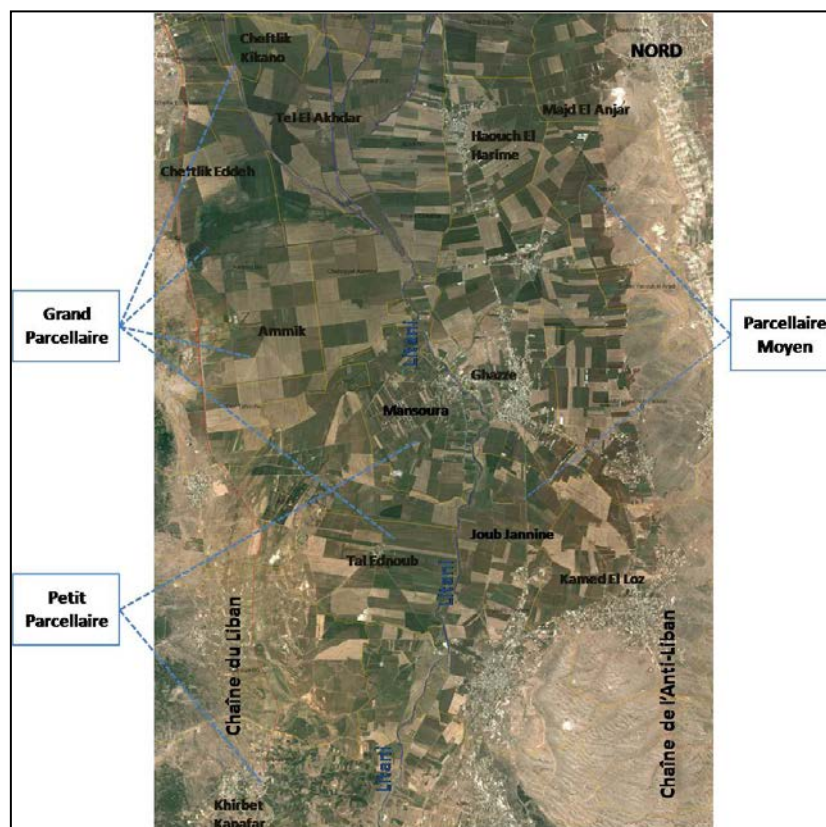 NORD
Cheftlik
Kikano
Tel El Akhdar
Majd El Anjar
Haouch El
Harime
Cheftlik Eddeh
Grand
Parcellaire
Ammik
Litani
Parcellaire
Moyen
Ghazze
Mansoura
Joub Jannine
Tal Ednoub
Kamed El Loz
Litani
Petit
Parcellaire
Chaîne du Liban
Chaîne de l'Anti-Liban
Litani
Khirbet
Kanafar